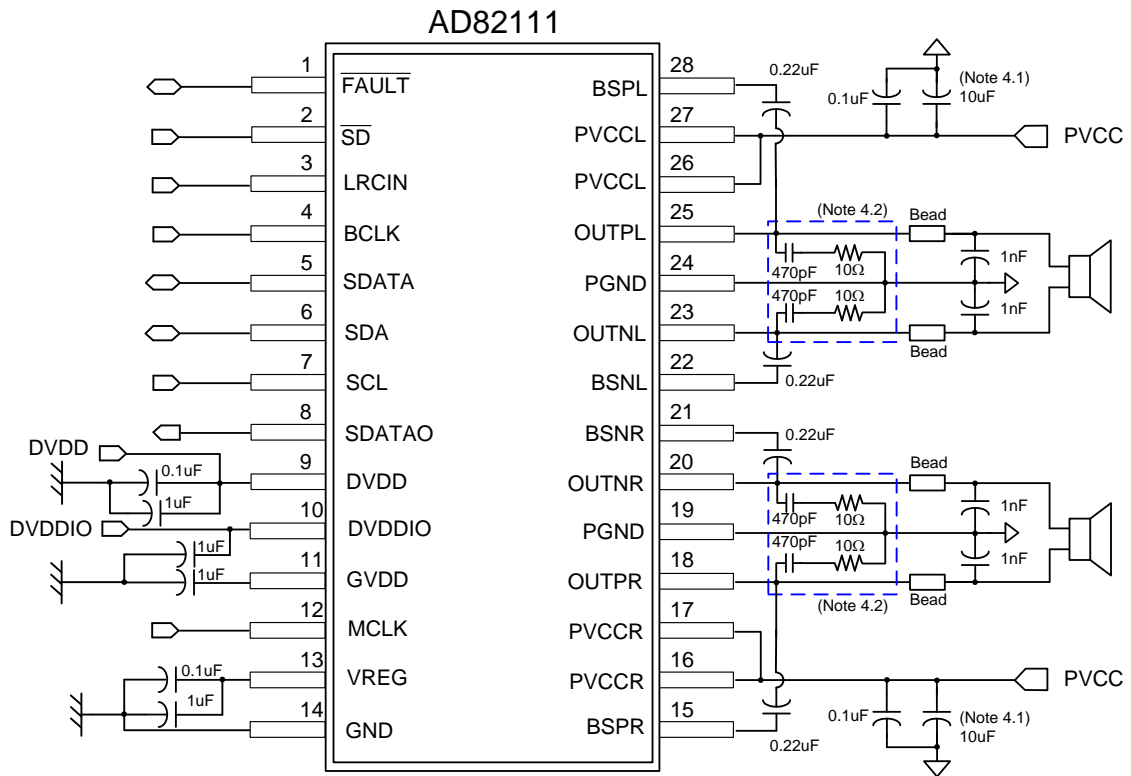 AD82111
1
FAULT
2
SD
3
LRCIN
4
BCLK
5
SDATA
6
SDA
7
SCL
8
SDATAO
DVDD
0.1uF
1uF
9
DVDD
DVDDIO
10
DVDDIO
1uF
1uF
11
GVDD
12
MCLK
0.1uF
1uF
13
VREG
14
GND
28
BSPL
0.22uF
0.1uF
(Note 4.1)
10uF
27
PVCCL
PVCC
26
PVCCL
25
OUTPL
(Note 4.2)
Bead
470pF
10Ω
1nF
24
PGND
470pF
10Ω
1nF
23
OUTNL
Bead
22
BSNL
0.22uF
21
BSNR
0.22uF
20
OUTNR
Bead
470pF
10Ω
1nF
19
PGND
470pF
10Ω
1nF
18
OUTPR
Bead
(Note 4.2)
17
PVCCR
16
PVCCR
PVCC
15
BSPR
0.22uF
0.1uF
(Note 4.1)
10uF